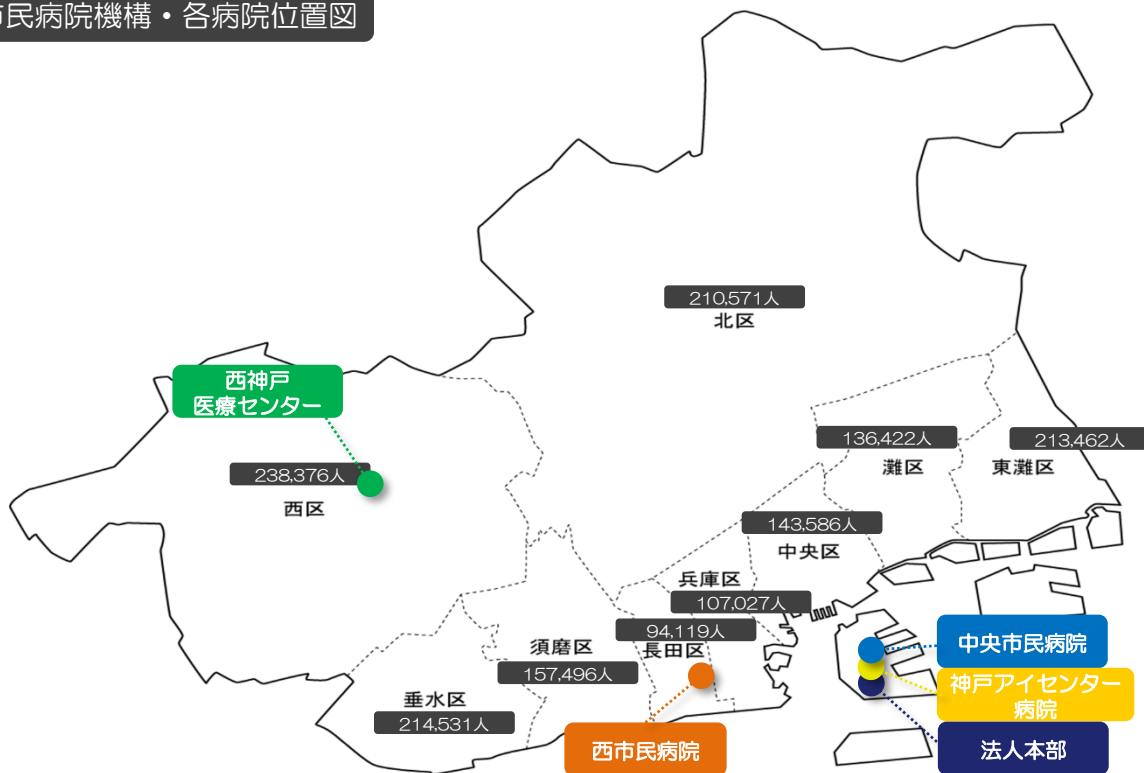 市民病院機構・各病院位置図
210,571人
北区
西神戸
医療センター
136,422人
灘区
213,462人
東灘区
238,376人
西区
143,586人
中央区
兵庫区
107,027人
94,119人
長田区
須磨区
157,496人
垂水区
214,531人
中央市民病院
神戸アイセンター
病院
西市民病院
法人本部